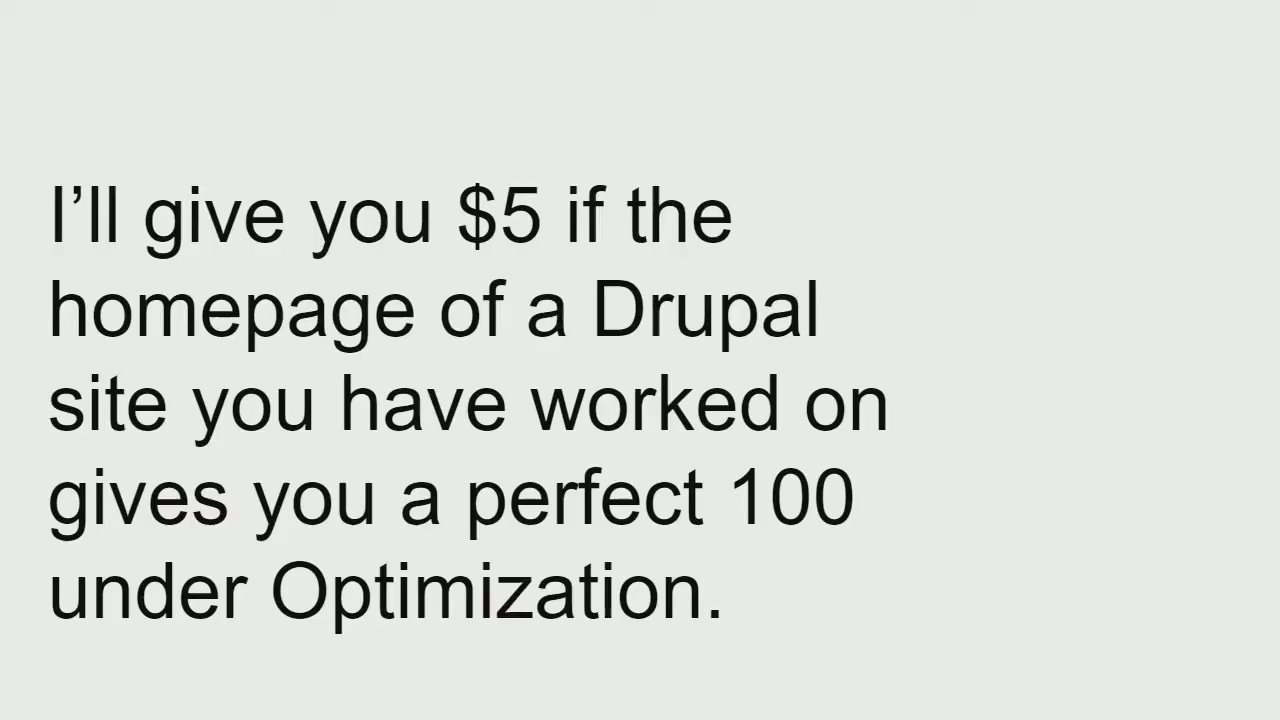 I’ll give you $5 if the
homepage of a Drupal
site you have worked on
gives you a perfect 100
under Optimization.